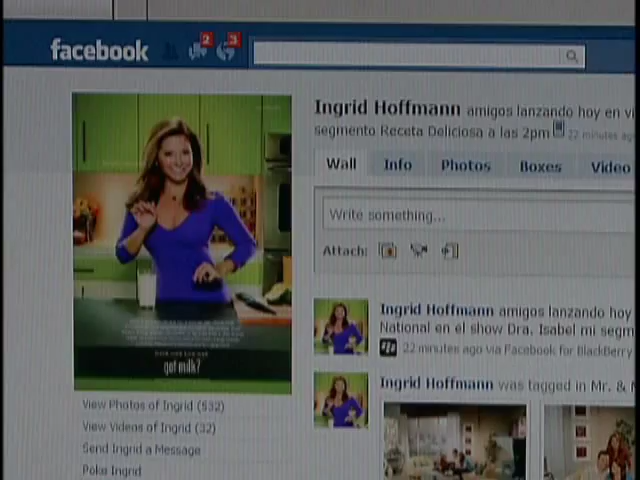 facebook
2
3
Ingrid Hoffmann amigos lanzando hoy en vi
segmento Receta Deliciosa a las 2pm 22 minutes ag
Wall Info Photos Boxes Video
Write something...
Attach:
Ingrid Hoffmann amigos lanzando hoy
National en el show Dra. Isabel mi segm
22 minutes ago via Facebook for BlackBerry
Ingrid Hoffmann was tagged in Mr. &
got milk?
View Photos of Ingrid (532)
View Videos of Ingrid (32)
Send Ingrid a Message
Poke Ingrid